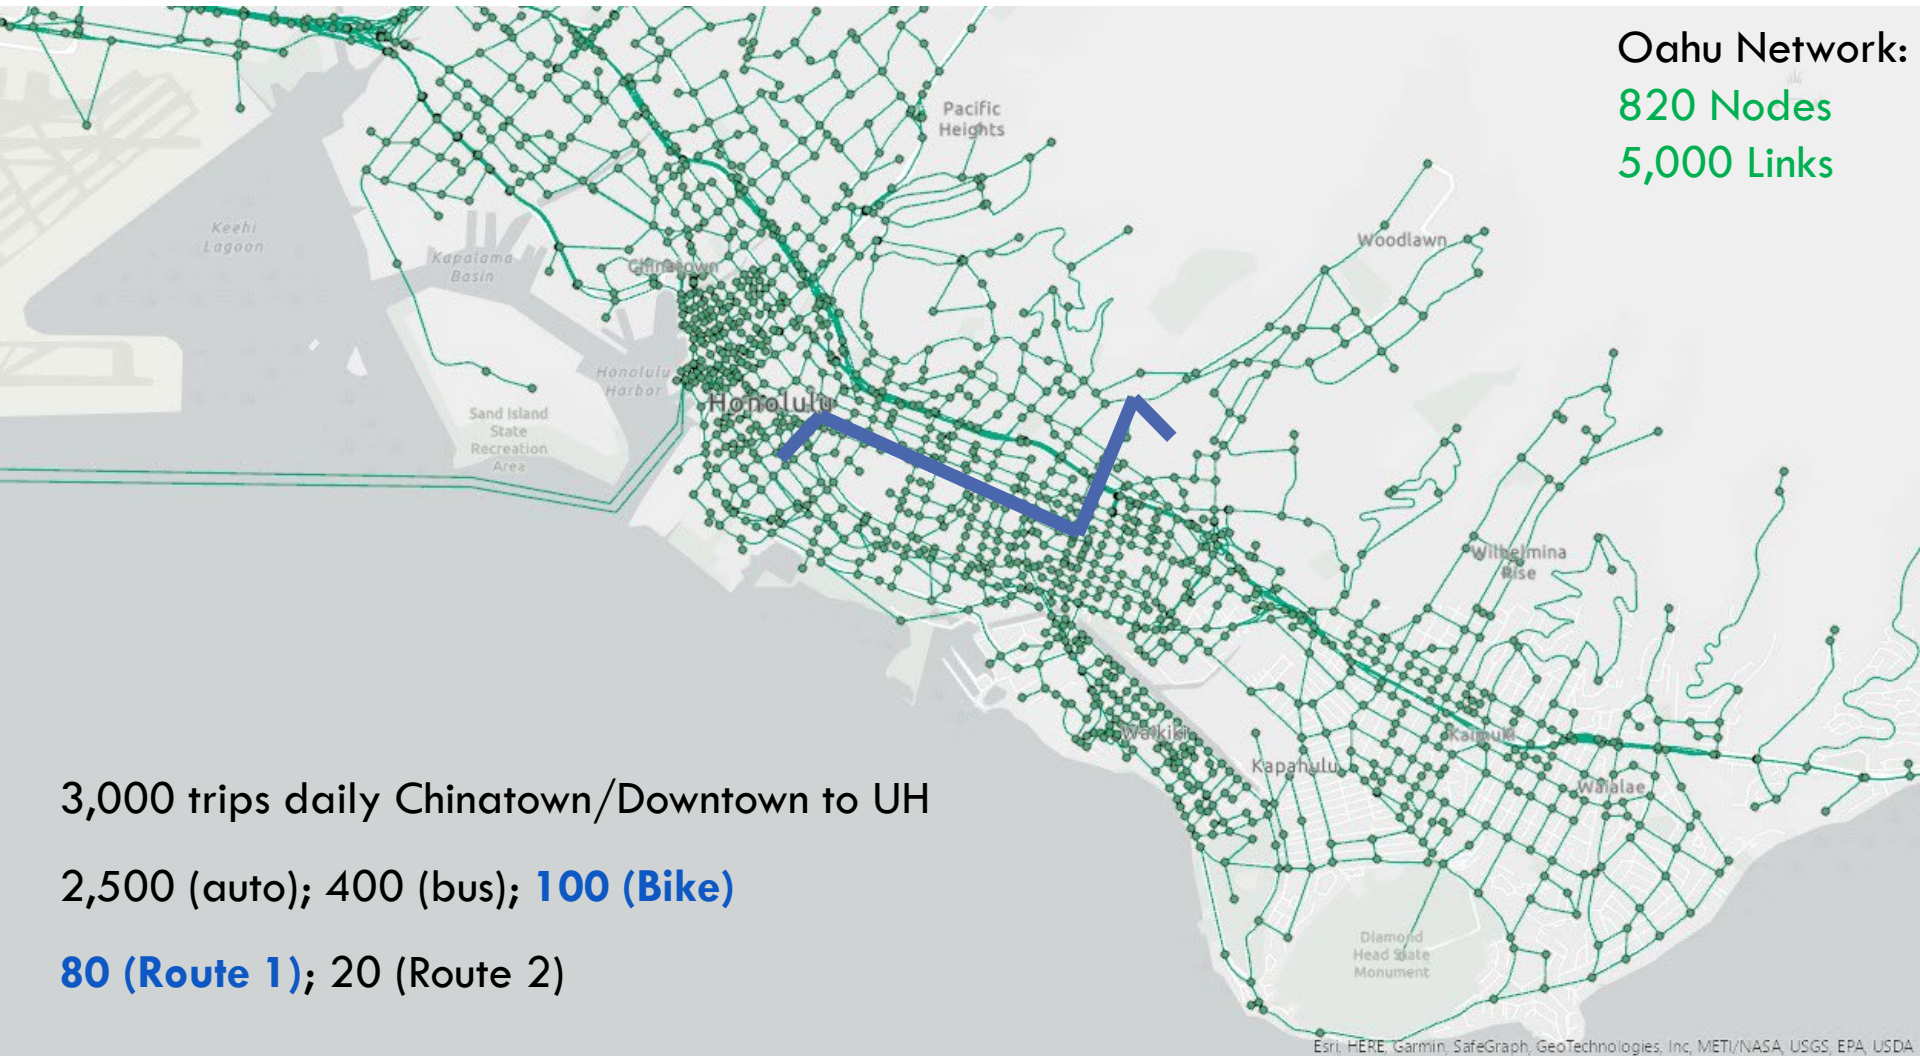 Oahu Network:
820 Nodes
5,000 Links
Pacific
Heights
Woodlawn
Keehi
Lagoon
Kapalama
Basin
Chinatown
Honolulu
Harbor
Honolulu
Sand Island
State
Recreation
Area
Wilhelmina
Rise
Waikiki
Kapahulu
Kaimuki
Waialae
3,000 trips daily Chinatown/Downtown to UH
2,500 (auto); 400 (bus); 100 (Bike)
80 (Route 1); 20 (Route 2)
Diamond
Head State
Monument
Esri, HERE, Garmin, SafeGraph, GeoTechnologies, Inc, METI/NASA, USGS, EPA, USDA